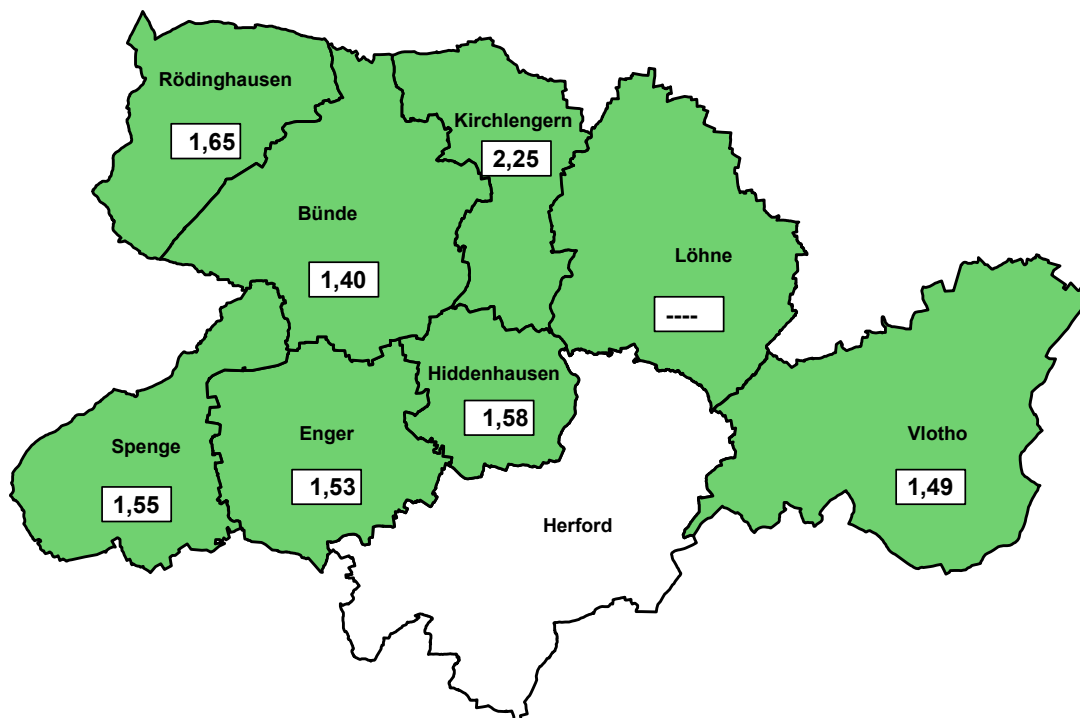 Rödinghausen
1,65
Kirchlengern
2,25
Bünde
1,40
Löhne
----
Hiddenhausen
1,58
Spenge
1,55
Enger
1,53
Vlotho
1,49
Herford